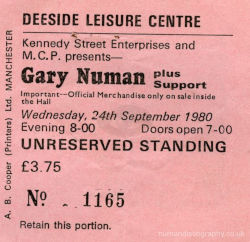 DEESIDE LEISURE CENTRE
Kennedy Street Enterprises and
M.C.P. presents—
Gary Numan plus
Support
Important—Official Merchandise only on sale inside
the Hall
Wednesday, 24th September 1980
Evening 8-00 Doors open 7-00
UNRESERVED STANDING
£3.75
No. 1165
Retain this portion.
A. B. Cooper (Printers) Ltd. MANCHESTER
numandiscography.co.uk